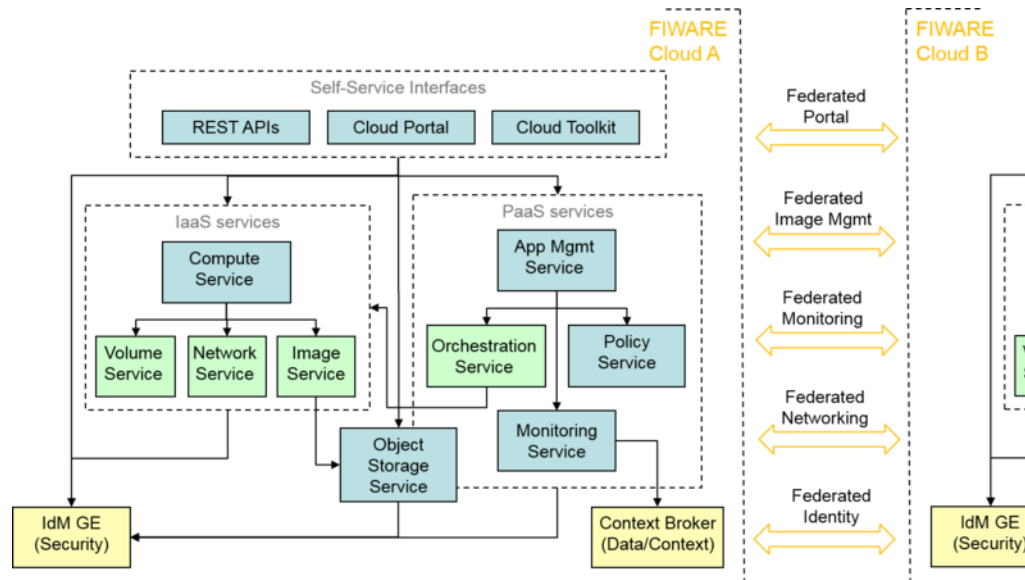 FIWARE
Cloud A
FIWARE
Cloud B
Self-Service Interfaces
REST APIs
Cloud Portal
Cloud Toolkit
Federated
Portal
IaaS services
PaaS services
Federated
Image Mgmt
Compute
Service
App Mgmt
Service
Federated
Monitoring
Volume
Service
Network
Service
Image
Service
Orchestration
Service
Policy
Service
Federated
Networking
Object
Storage
Service
Monitoring
Service
Federated
Identity
IdM GE
(Security)
Context Broker
(Data/Context)
IdM GE
(Security)